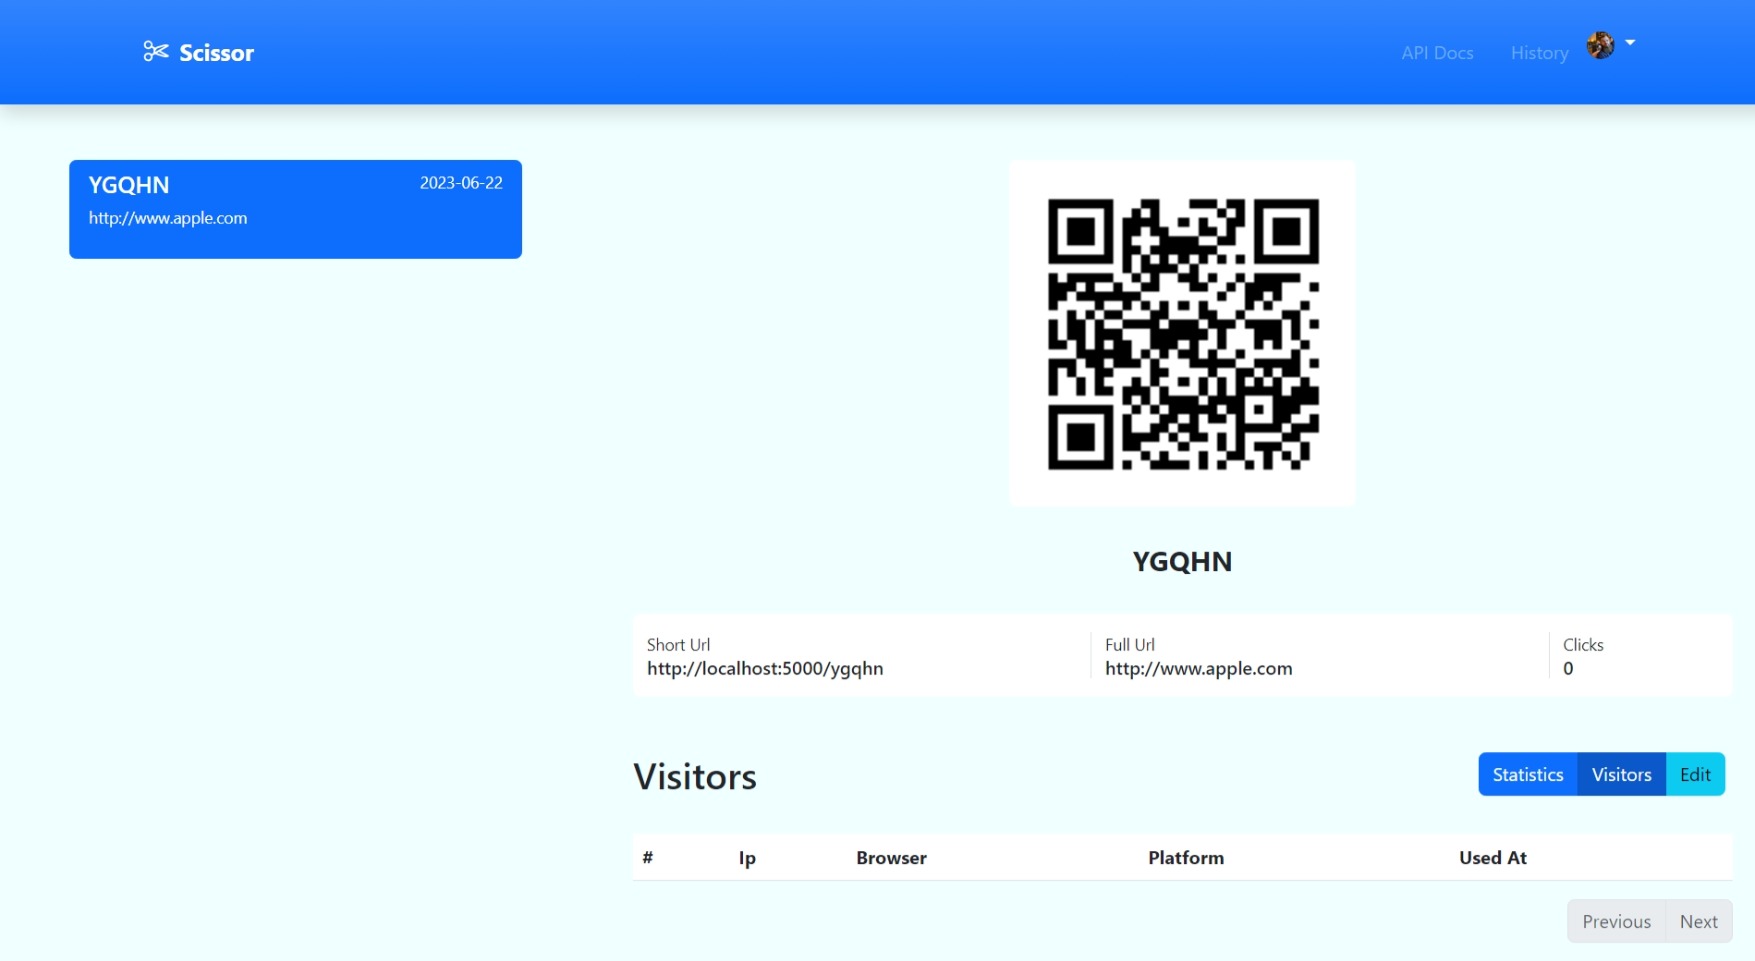 Scissor
API Docs
History
YGQHN
2023-06-22
http://www.apple.com
YGQHN
Short Url
http://localhost:5000/ygqhn
Full Url
http://www.apple.com
Clicks
0
Visitors
Statistics
Visitors
Edit
# Ip Browser Platform Used At
Previous
Next